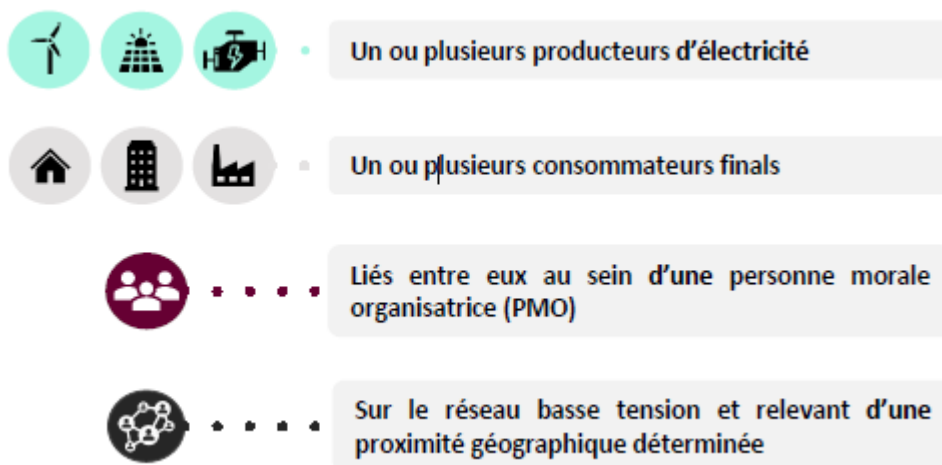 Un ou plusieurs producteurs d’électricité
Un ou plusieurs consommateurs finals
Liés entre eux au sein d’une personne morale
organisatrice (PMO)
Sur le réseau basse tension et relevant d’une
proximité géographique déterminée